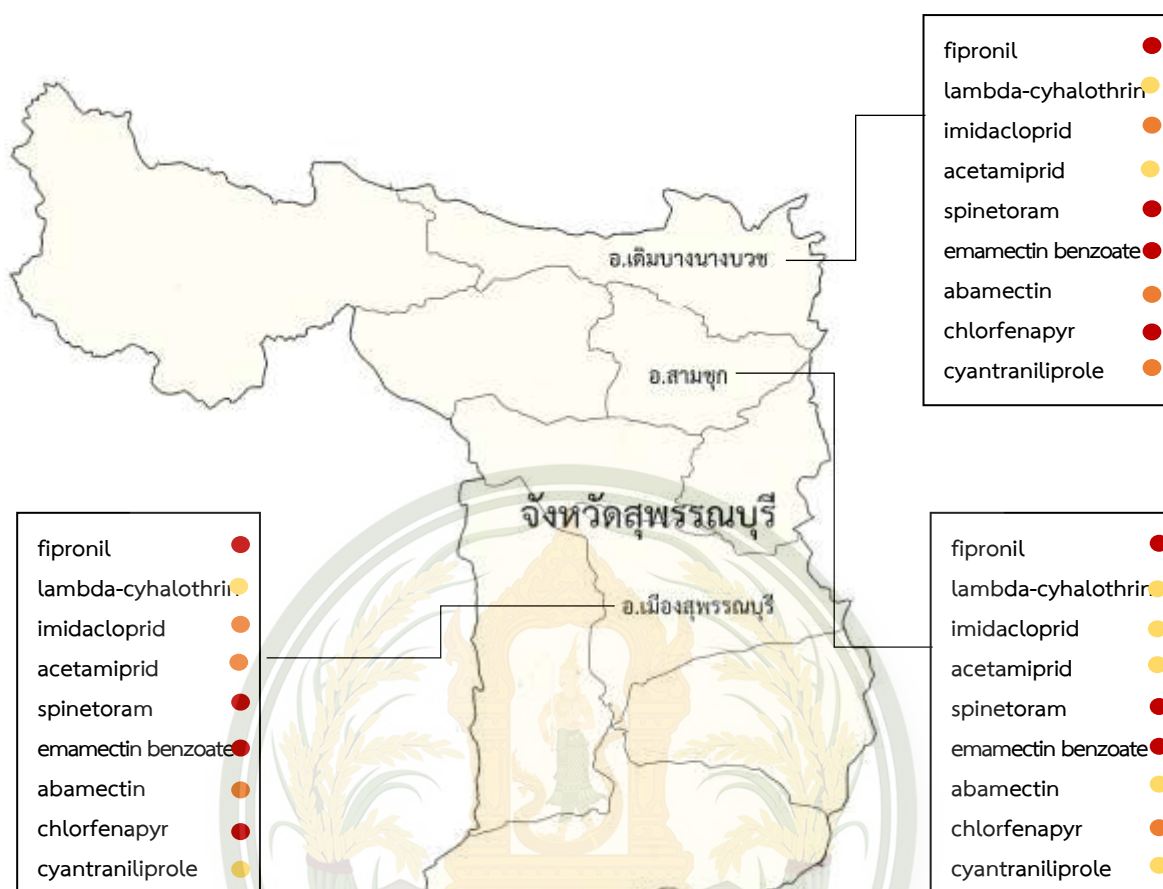 fipronil
lambda-cyhalothrin
imidacloprid
acetamiprid
spinetoram
emamectin benzoate
abamectin
chlorfenapyr
cyantraniliprole
อ.เดิมบางนางบวช
อ.สามชุก
จังหวัดสุพรรณบุรี
อ.เมืองสุพรรณบุรี
fipronil
lambda-cyhalothrin
imidacloprid
acetamiprid
spinetoram
emamectin benzoate
abamectin
chlorfenapyr
cyantraniliprole
fipronil
lambda-cyhalothrin
imidacloprid
acetamiprid
spinetoram
emamectin benzoate
abamectin
chlorfenapyr
cyantraniliprole